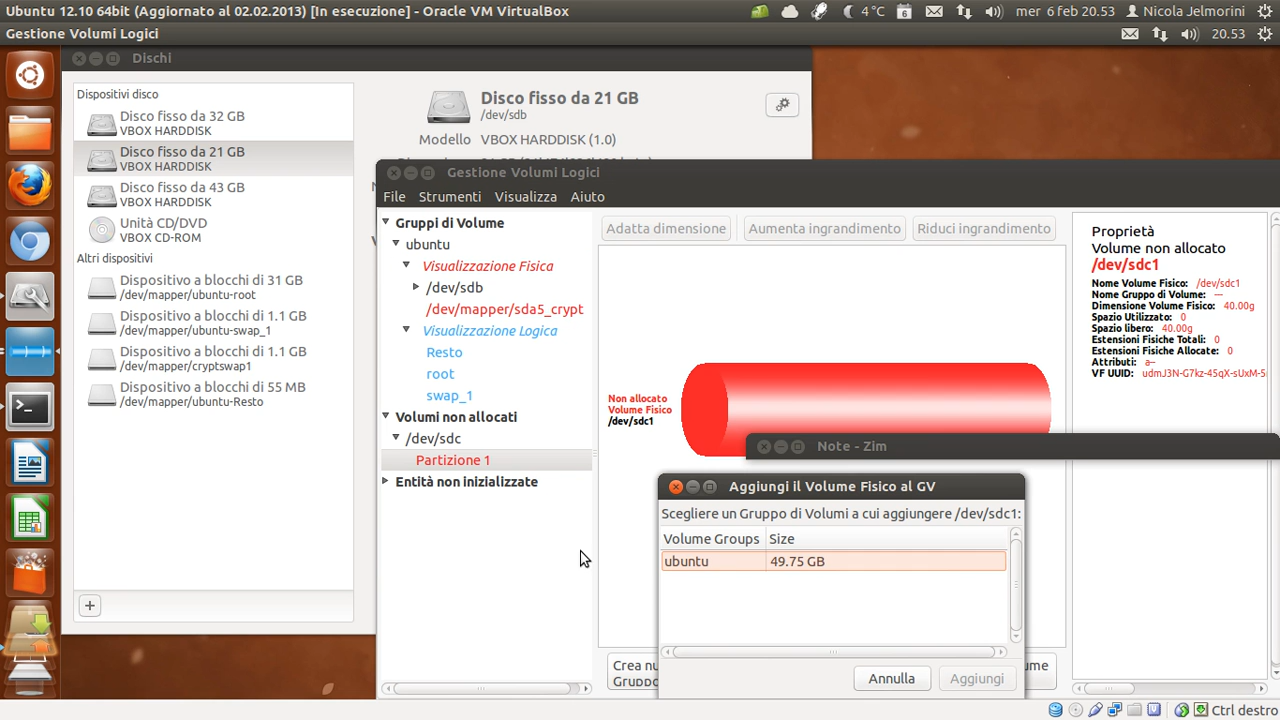 Ubuntu 12.10 64bit (Aggiornato al 02.02.2013) [In esecuzione] - Oracle VM VirtualBox
4 °C
6
mer 6 feb 20.53
Nicola Jelmorini
Gestione Volumi Logici
20.53
Dischi
Dispositivi disco
Disco fisso da 32 GB
VBOX HARDDISK
Disco fisso da 21 GB
VBOX HARDDISK
Disco fisso da 43 GB
VBOX HARDDISK
Unità CD/DVD
VBOX CD-ROM
Altri dispositivi
Dispositivo a blocchi di 31 GB
/dev/mapper/ubuntu-root
Dispositivo a blocchi di 1.1 GB
/dev/mapper/ubuntu-swap_1
Dispositivo a blocchi di 1.1 GB
/dev/mapper/cryptswap1
Dispositivo a blocchi di 55 MB
/dev/mapper/ubuntu-Resto
Disco fisso da 21 GB
/dev/sdb
Modello VBOX HARDDISK (1.0)
Gestione Volumi Logici
File Strumenti Visualizza Aiuto
Gruppi di Volume
ubuntu
Visualizzazione Fisica
/dev/sdb
/dev/mapper/sda5_crypt
Visualizzazione Logica
Resto
root
swap_1
Volumi non allocati
/dev/sdc
Partizione 1
Entità non inizializzate
Adatta dimensione
Aumenta ingrandimento
Riduci ingrandimento
Non allocato
Volume Fisico
/dev/sdc1
Proprietà
Volume non allocato
/dev/sdc1
Nome Volume Fisico: /dev/sdc1
Nome Gruppo di Volume: ---
Dimensione Volume Fisico: 40.00g
Spazio Utilizzato: 0
Spazio libero: 40.00g
Estensioni Fisiche Totali: 0
Estensioni Fisiche Allocate: 0
Attributi: a--
VF UUID: udmJ3N-G7kz-45qX-sUxM-5
Note - Zim
Aggiungi il Volume Fisico al GV
Scegliere un Gruppo di Volumi a cui aggiungere /dev/sdc1:
Volume Groups Size
ubuntu 49.75 GB
Annulla
Aggiungi
Crea nu
Gruppo
ume
Ctrl destro